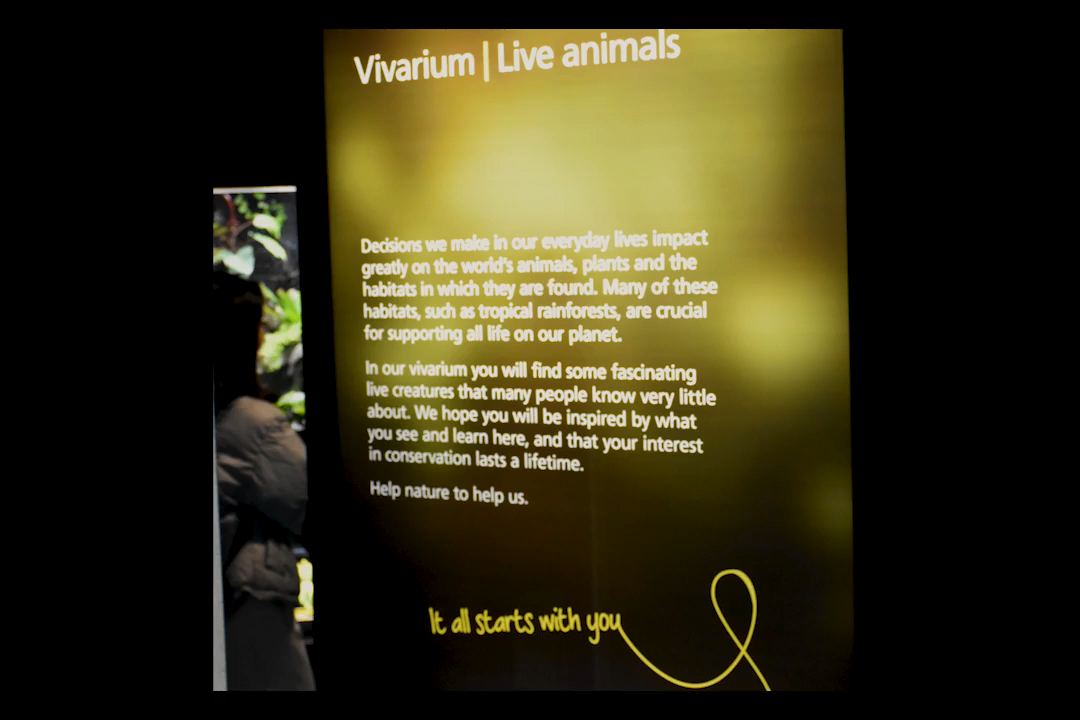 Vivarium | Live animals
Decisions we make in our everyday lives impact
greatly on the world's animals, plants and the
habitats in which they are found. Many of these
habitats, such as tropical rainforests, are crucial
for supporting all life on our planet.
In our vivarium you will find some fascinating
live creatures that many people know very little
about. We hope you will be inspired by what
you see and learn here, and that your interest
in conservation lasts a lifetime.
Help nature to help us.
It all starts with you